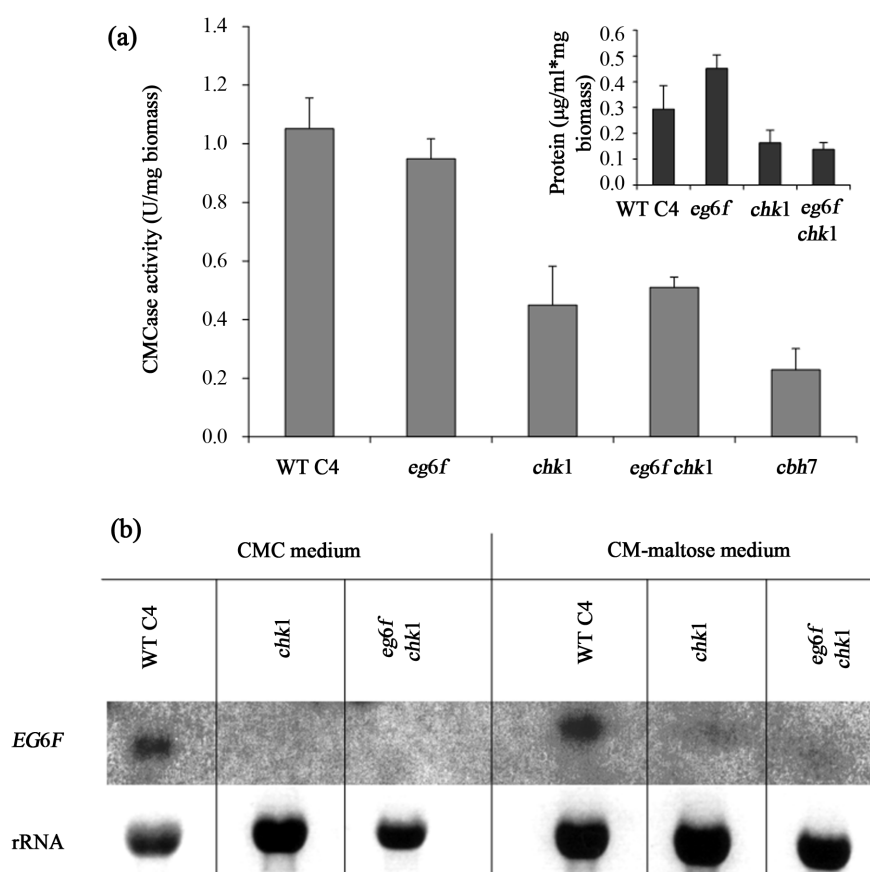 (a)
CMCase activity (U/mg biomass)
1.4
1.2
1.0
0.8
0.6
0.4
0.2
0.0
WT C4 eg6f chk1 eg6f chk1 cbh7
Protein (µg/ml*mg
biomass)
0.6
0.5
0.4
0.3
0.2
0.1
0.0
WT C4 eg6f chk1 eg6f
chk1
(b)
CMC medium CM-maltose medium
WT C4
chk1
eg6f
chk1
WT C4
chk1
eg6f
chk1
EG6F
rRNA